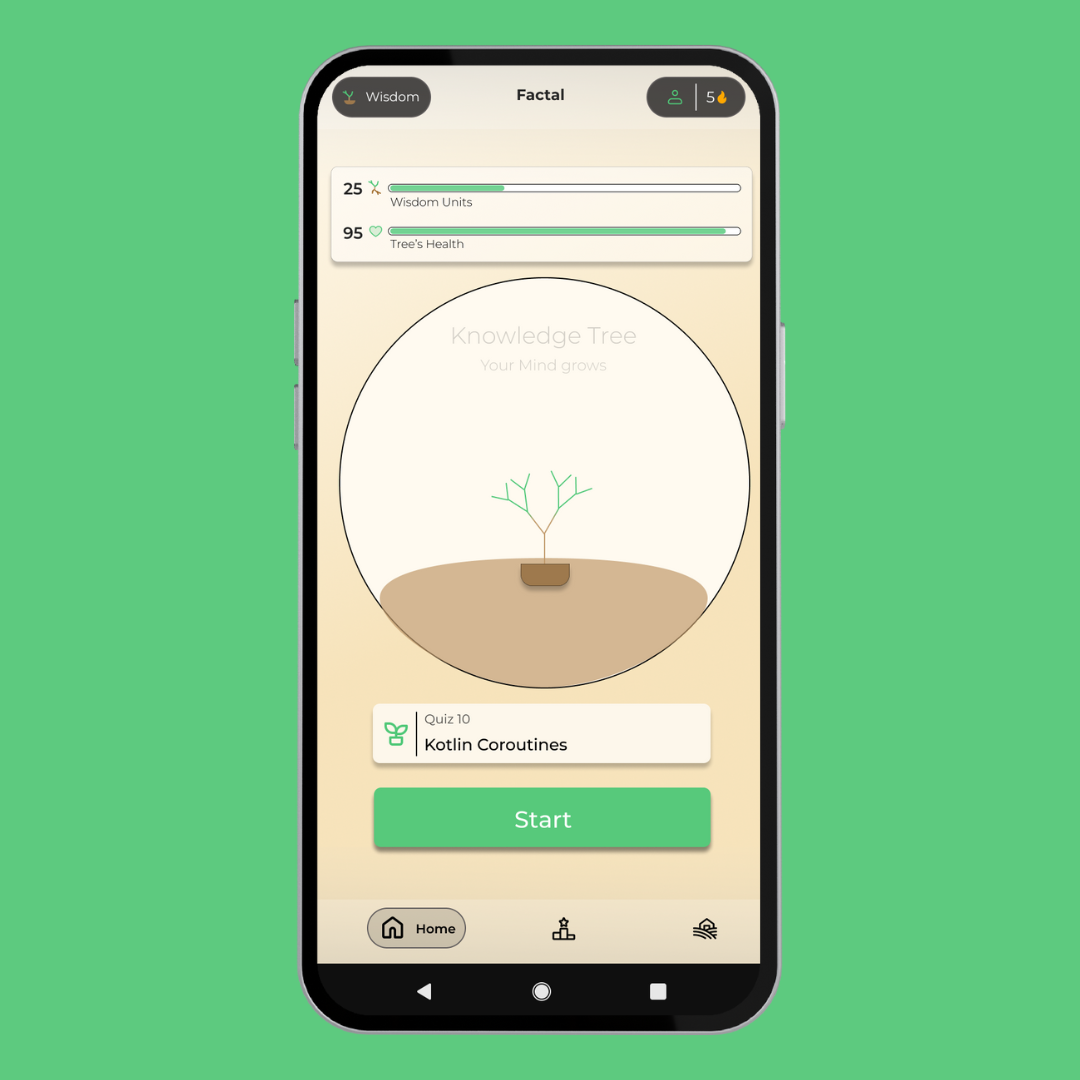 Wisdom
Factal
5
25
Wisdom Units
95
Tree's Health
Knowledge Tree
Your Mind grows
Quiz 10
Kotlin Coroutines
Start
Home